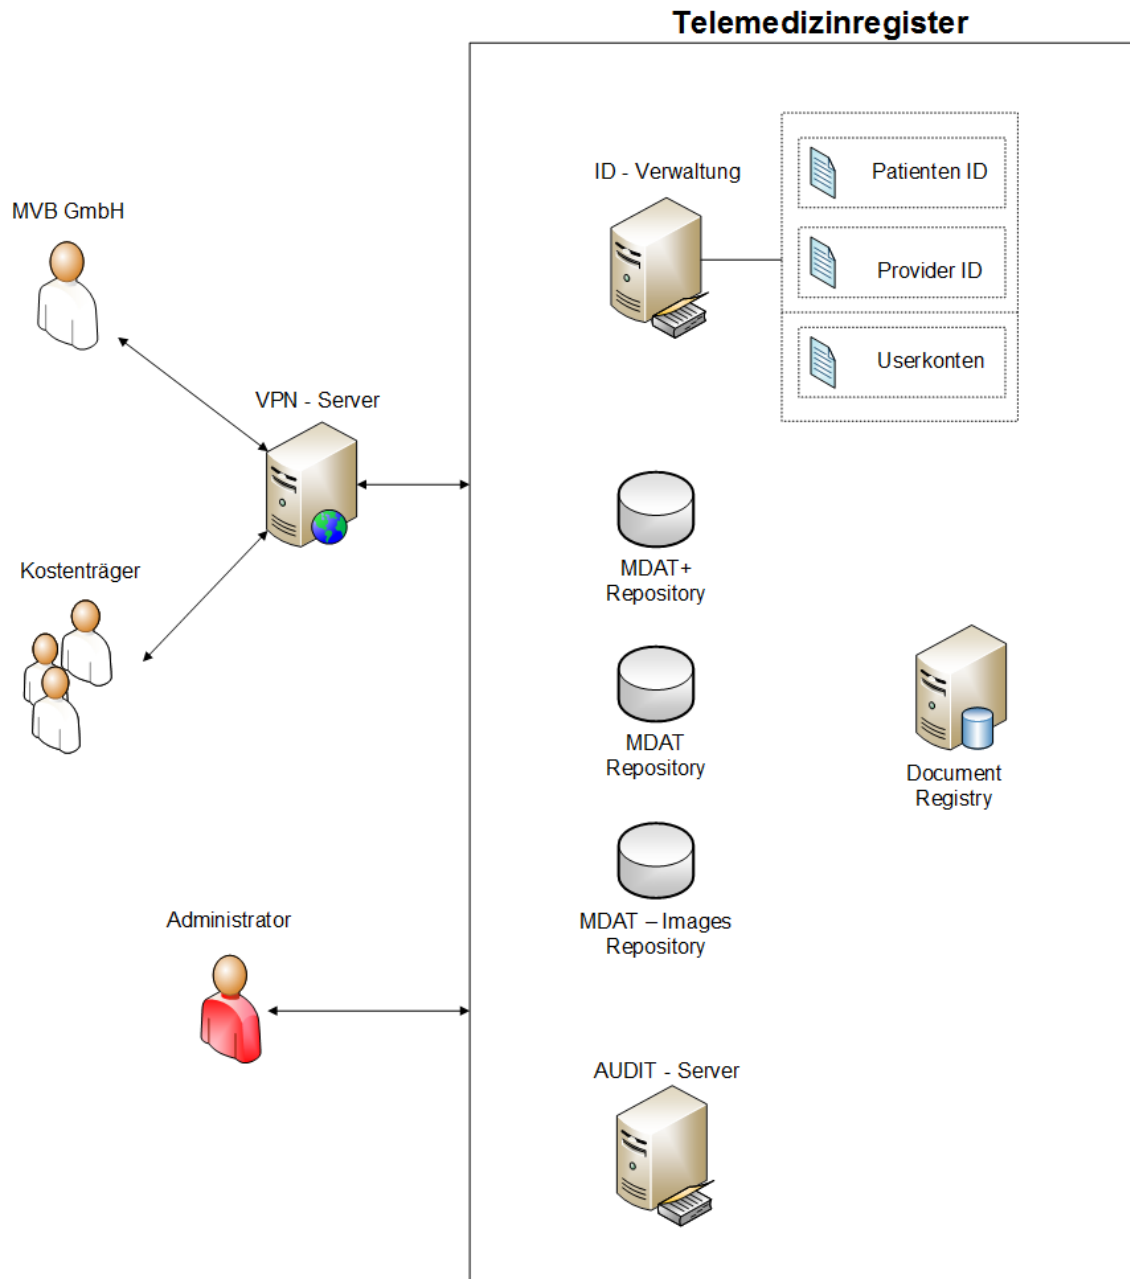 Telemedizinregister
ID - Verwaltung
Patienten ID
Provider ID
Userkonten
MVB GmbH
VPN - Server
Kostenträger
MDAT+
Repository
MDAT
Repository
Document
Registry
MDAT – Images
Repository
Administrator
AUDIT - Server